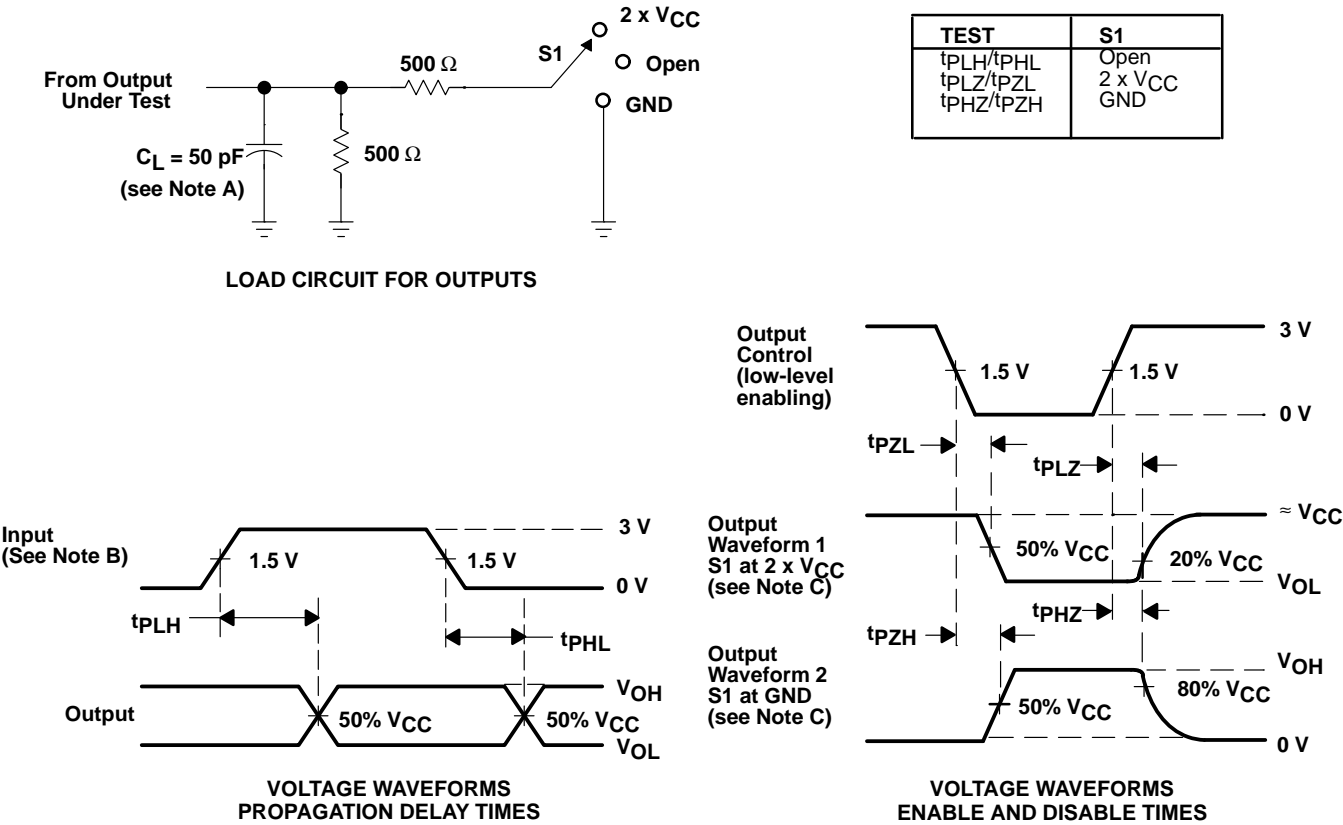 2 x VCC
S1
Open
GND
500 Ω
From Output
Under Test
CL = 50 pF
(see Note A)
500 Ω
LOAD CIRCUIT FOR OUTPUTS
TEST S1
tPLH/tPHL Open
tPLZ/tPZL 2 x VCC
tPHZ/tPZH GND
Input
(See Note B)
1.5 V
1.5 V
3 V
0 V
tPLH
tPHL
Output
50% VCC
50% VCC
VOH
VOL
VOLTAGE WAVEFORMS
PROPAGATION DELAY TIMES
Output
Control
(low-level
enabling)
1.5 V
1.5 V
3 V
0 V
tPZL
tPLZ
Output
Waveform 1
S1 at 2 x VCC
(see Note C)
50% VCC
20% VCC
≈ VCC
VOL
tPHZ
tPZH
Output
Waveform 2
S1 at GND
(see Note C)
50% VCC
80% VCC
VOH
0 V
VOLTAGE WAVEFORMS
ENABLE AND DISABLE TIMES